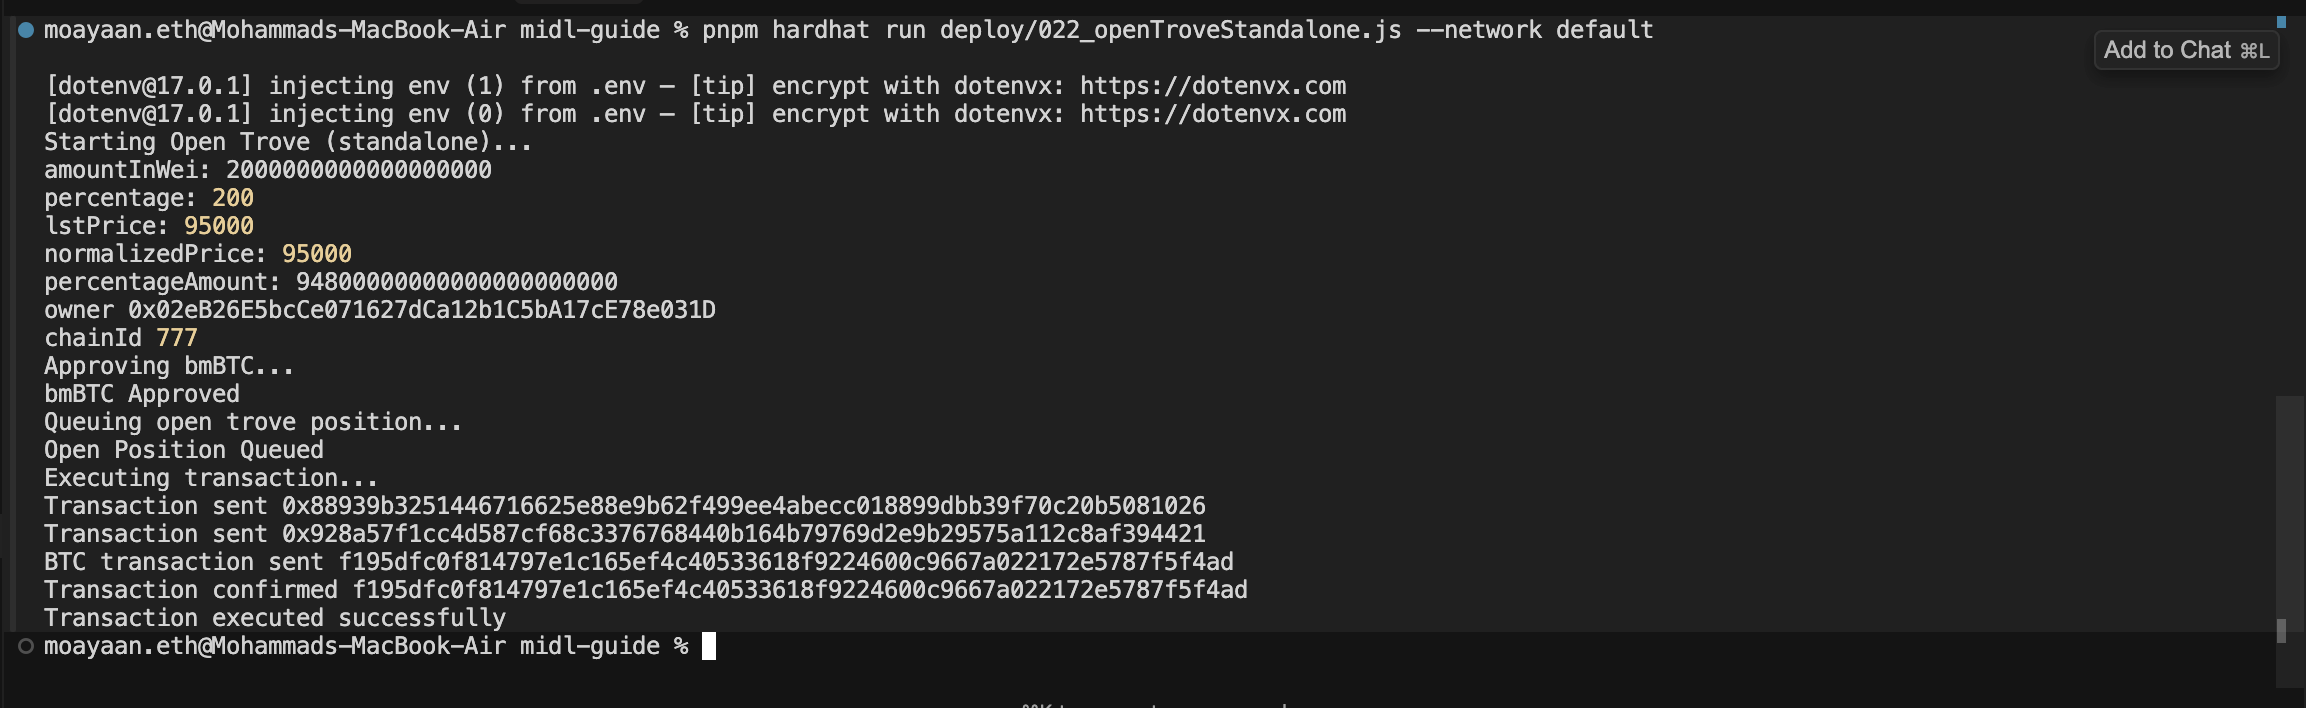 moayaan.eth@Mohammads-MacBook-Air midl-guide % pnpm hardhat run deploy/022_openTroveStandalone.js --network default
Add to Chat ⌘L
[dotenv@17.0.1] injecting env (1) from .env – [tip] encrypt with dotenvx: https://dotenvx.com
[dotenv@17.0.1] injecting env (0) from .env – [tip] encrypt with dotenvx: https://dotenvx.com
Starting Open Trove (standalone)...
amountInWei: 2000000000000000000
percentage: 200
lstPrice: 95000
normalizedPrice: 95000
percentageAmount: 94800000000000000000000
owner 0x02eB26E5bcCe071627dCa12b1C5bA17cE78e031D
chainId 777
Approving bmBTC...
bmBTC Approved
Queuing open trove position...
Open Position Queued
Executing transaction...
Transaction sent 0x88939b3251446716625e88e9b62f499ee4abecc018899dbb39f70c20b5081026
Transaction sent 0x928a57f1cc4d587cf68c3376768440b164b79769d2e9b29575a112c8af394421
BTC transaction sent f195dfc0f814797e1c165ef4c40533618f9224600c9667a022172e5787f5f4ad
Transaction confirmed f195dfc0f814797e1c165ef4c40533618f9224600c9667a022172e5787f5f4ad
Transaction executed successfully
moayaan.eth@Mohammads-MacBook-Air midl-guide %